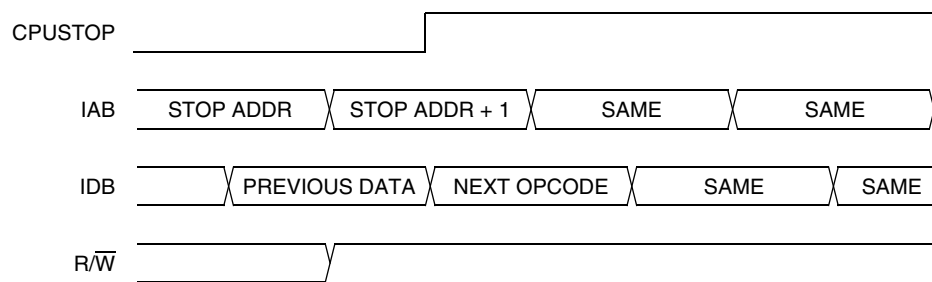 CPUSTOP
IAB STOP ADDR STOP ADDR + 1 SAME SAME
IDB PREVIOUS DATA NEXT OPCODE SAME SAME
R/W̅